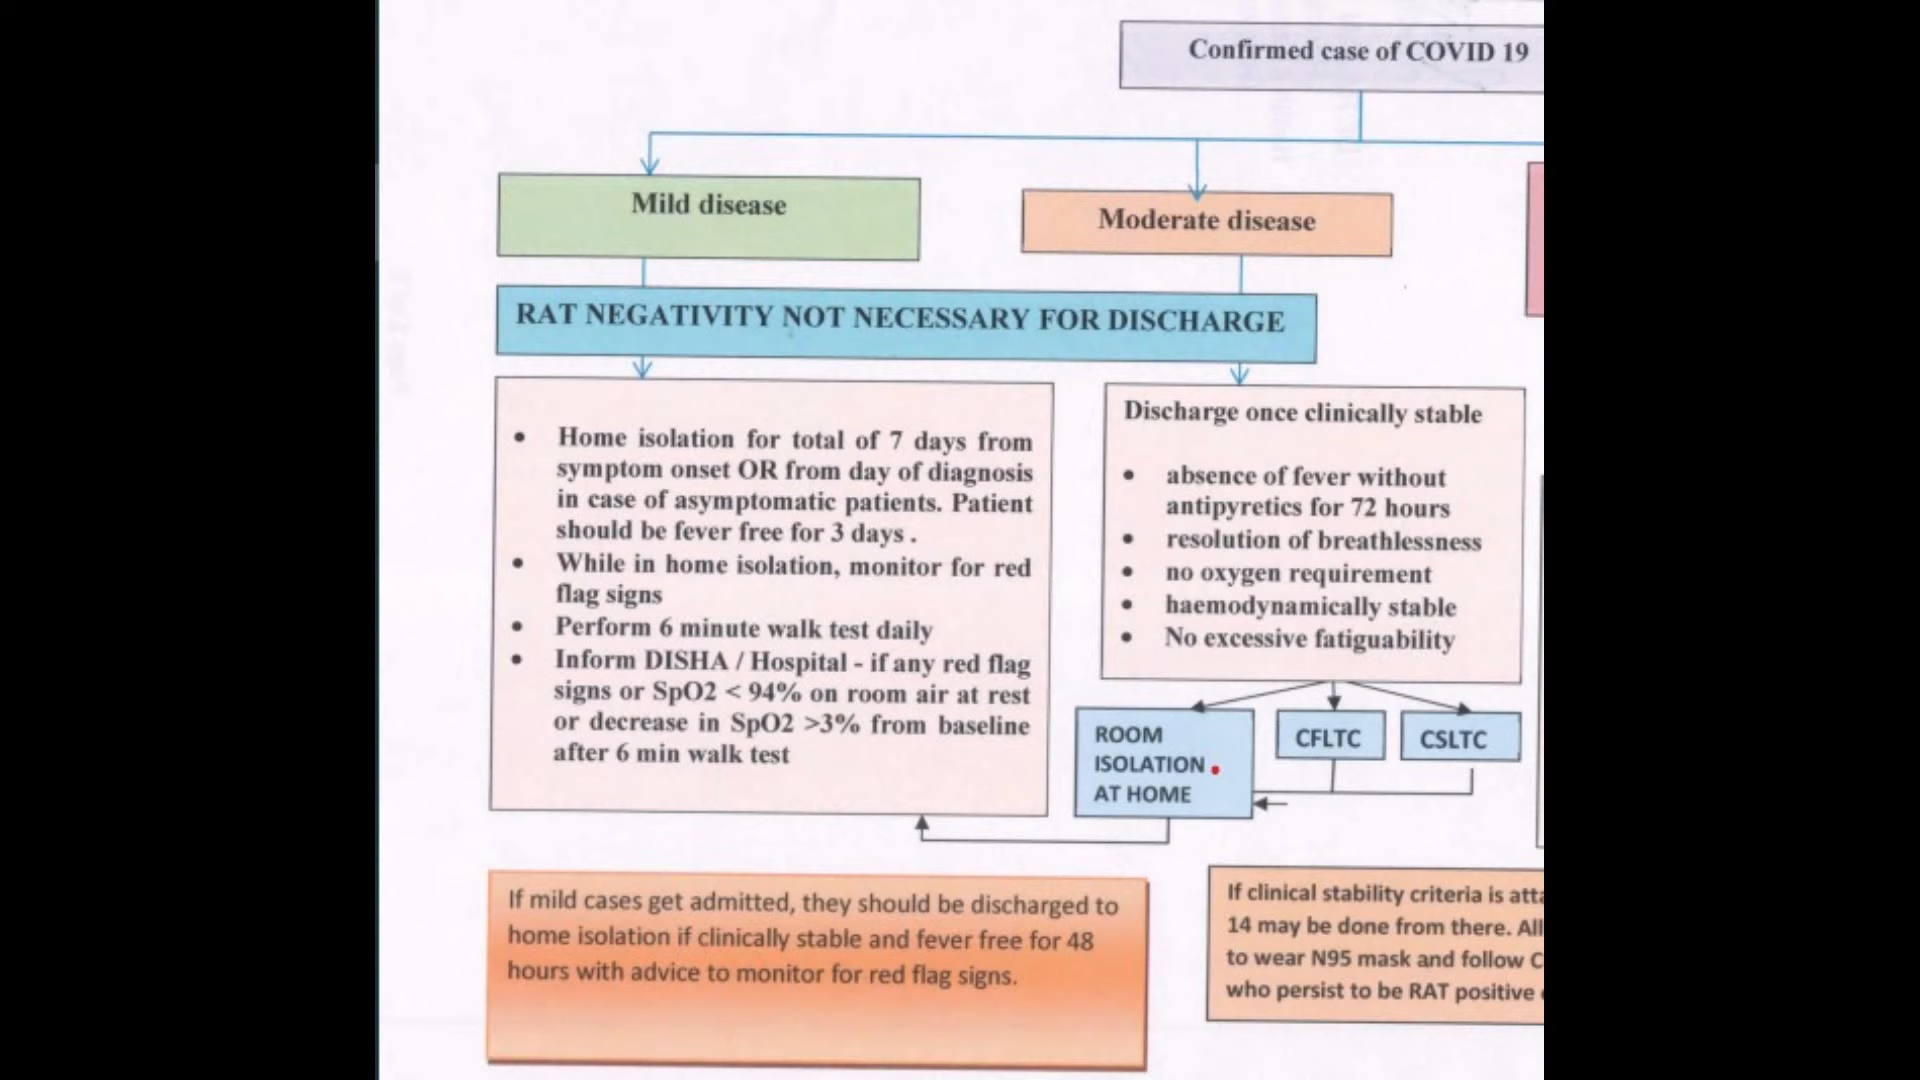 Confirmed case of COVID 19
Mild disease
Moderate disease
RAT NEGATIVITY NOT NECESSARY FOR DISCHARGE
• Home isolation for total of 7 days from
symptom onset OR from day of diagnosis
in case of asymptomatic patients. Patient
should be fever free for 3 days .
• While in home isolation, monitor for red
flag signs
• Perform 6 minute walk test daily
• Inform DISHA / Hospital - if any red flag
signs or SpO2 < 94% on room air at rest
or decrease in SpO2 >3% from baseline
after 6 min walk test
Discharge once clinically stable
• absence of fever without
antipyretics for 72 hours
• resolution of breathlessness
• no oxygen requirement
• haemodynamically stable
• No excessive fatiguability
ROOM
ISOLATION
AT HOME
CFLTC
CSLTC
If mild cases get admitted, they should be discharged to
home isolation if clinically stable and fever free for 48
hours with advice to monitor for red flag signs.
If clinical stability criteria is
14 may be done from there. All
to wear N95 mask and follow
who persist to be RAT positive